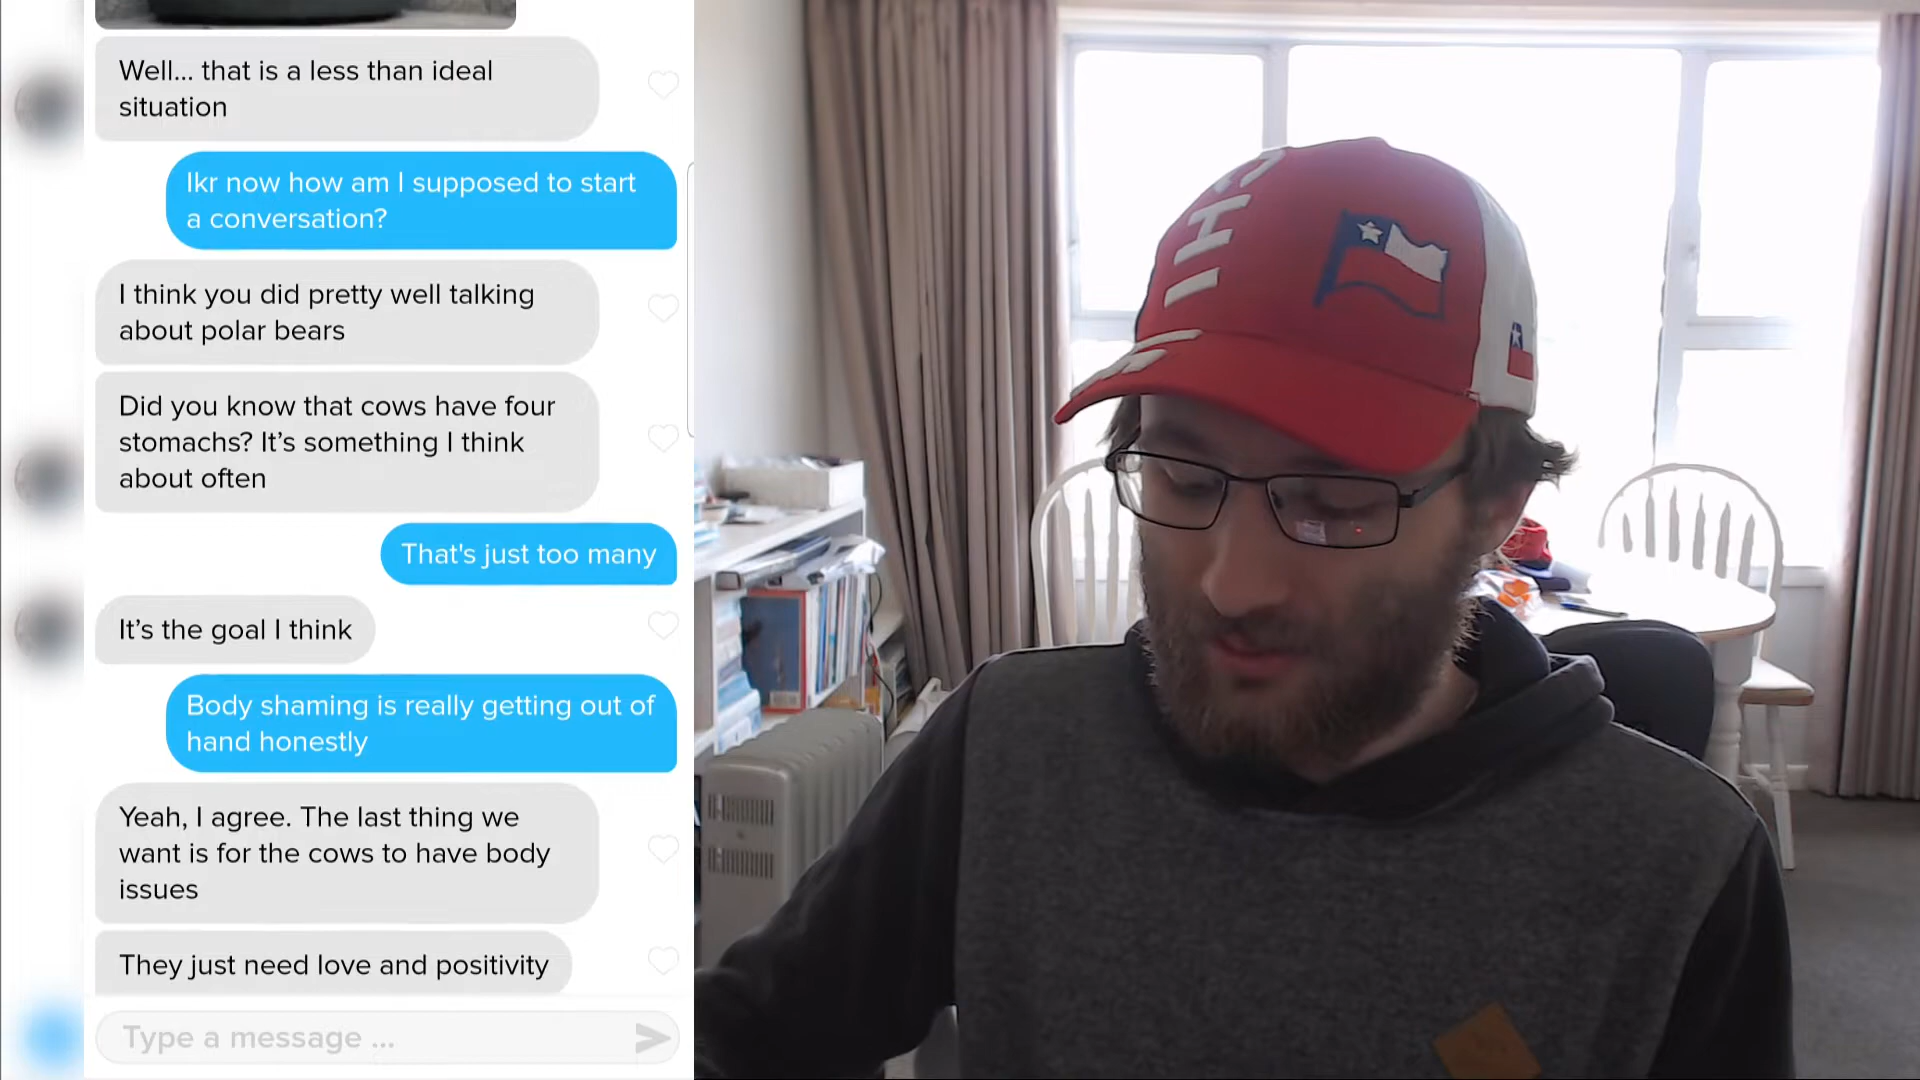 Well... that is a less than ideal
situation
Ikr now how am I supposed to start
a conversation?
I think you did pretty well talking
about polar bears
Did you know that cows have four
stomachs? It’s something I think
about often
That's just too many
It’s the goal I think
Body shaming is really getting out of
hand honestly
Yeah, I agree. The last thing we
want is for the cows to have body
issues
They just need love and positivity
Type a message ...